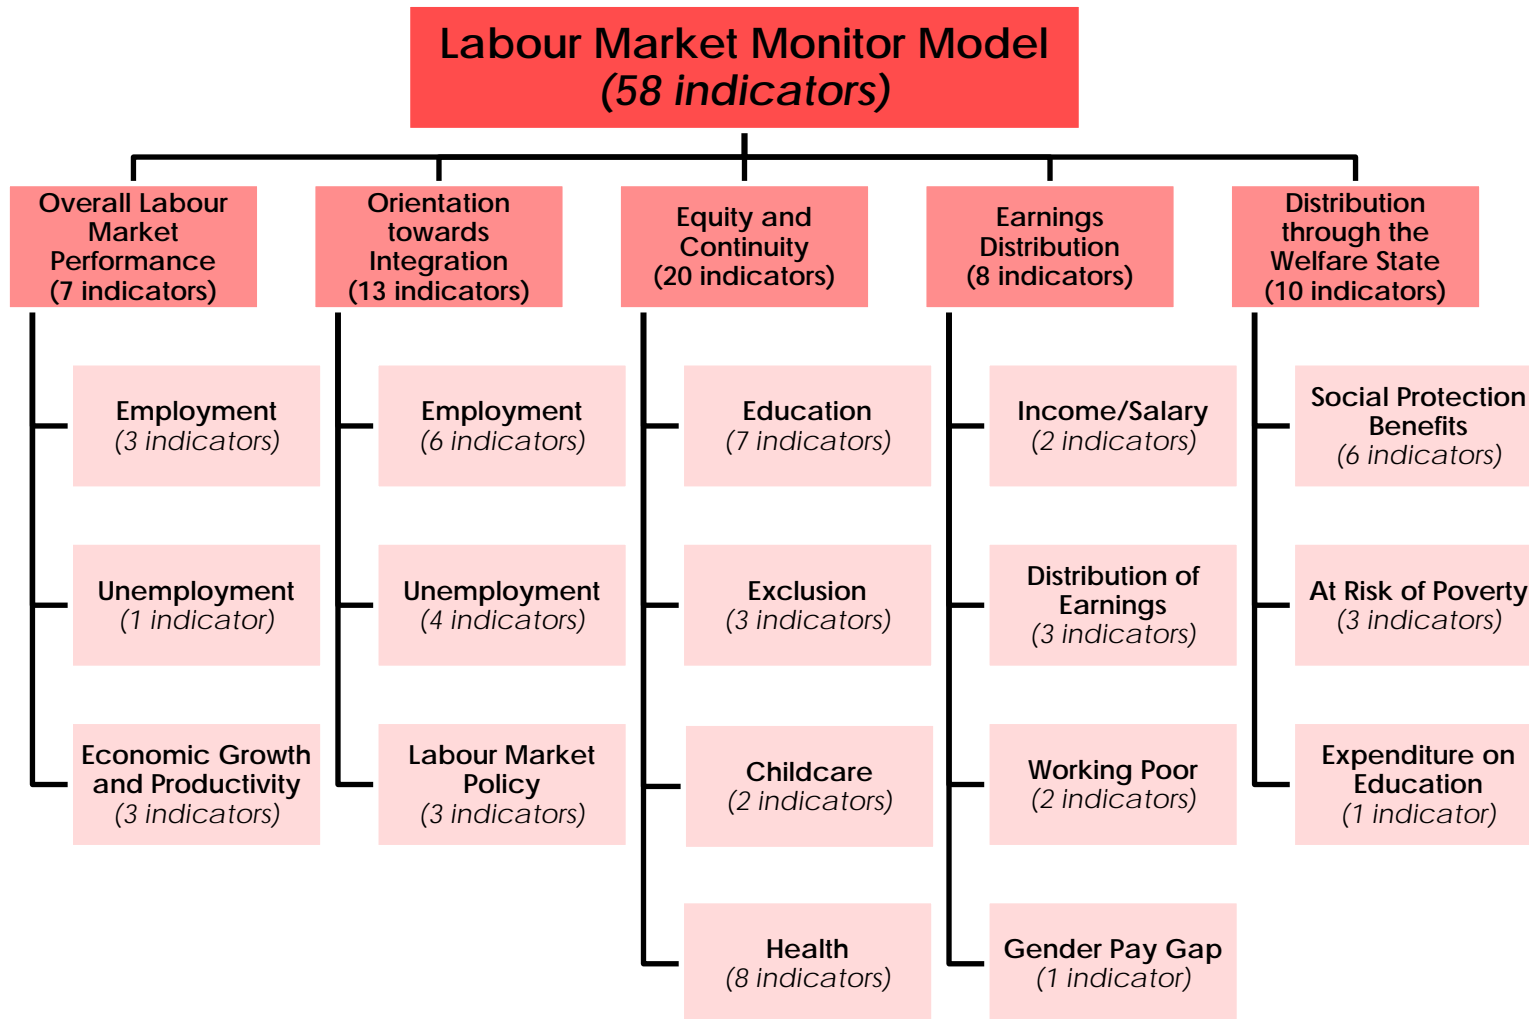 Labour Market Monitor Model
(58 indicators)
Overall Labour
Market
Performance
(7 indicators)
Orientation
towards
Integration
(13 indicators)
Equity and
Continuity
(20 indicators)
Earnings
Distribution
(8 indicators)
Distribution
through the
Welfare State
(10 indicators)
Employment
(3 indicators)
Unemployment
(1 indicator)
Economic Growth
and Productivity
(3 indicators)
Employment
(6 indicators)
Unemployment
(4 indicators)
Labour Market
Policy
(3 indicators)
Education
(7 indicators)
Exclusion
(3 indicators)
Childcare
(2 indicators)
Health
(8 indicators)
Income/Salary
(2 indicators)
Distribution of
Earnings
(3 indicators)
Working Poor
(2 indicators)
Gender Pay Gap
(1 indicator)
Social Protection
Benefits
(6 indicators)
At Risk of Poverty
(3 indicators)
Expenditure on
Education
(1 indicator)